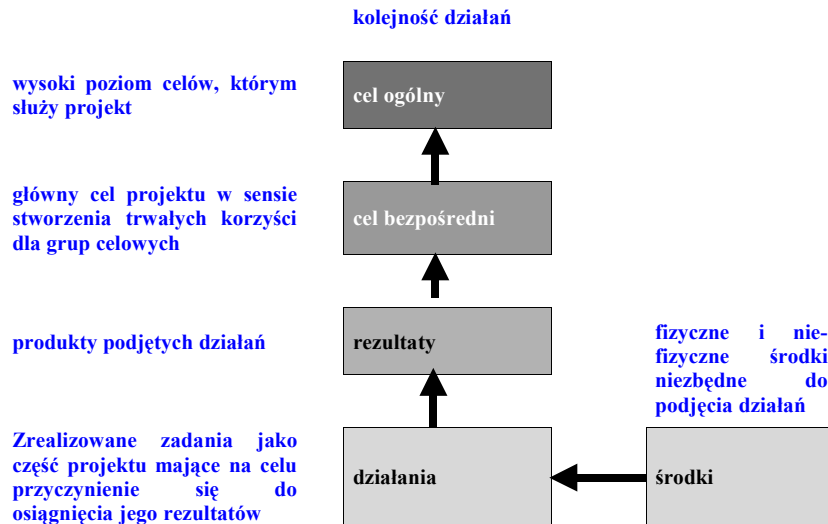 kolejność działań
wysoki poziom celów, którym
służy projekt
cel ogólny
główny cel projektu w sensie
stworzenia trwałych korzyści
dla grup celowych
cel bezpośredni
produkty podjętych działań
rezultaty
fizyczne i nie-
fizyczne środki
niezbędne do
podjęcia działań
Zrealizowane zadania jako
część projektu mające na celu
przyczynienie się do
osiągnięcia jego rezultatów
działania
środki